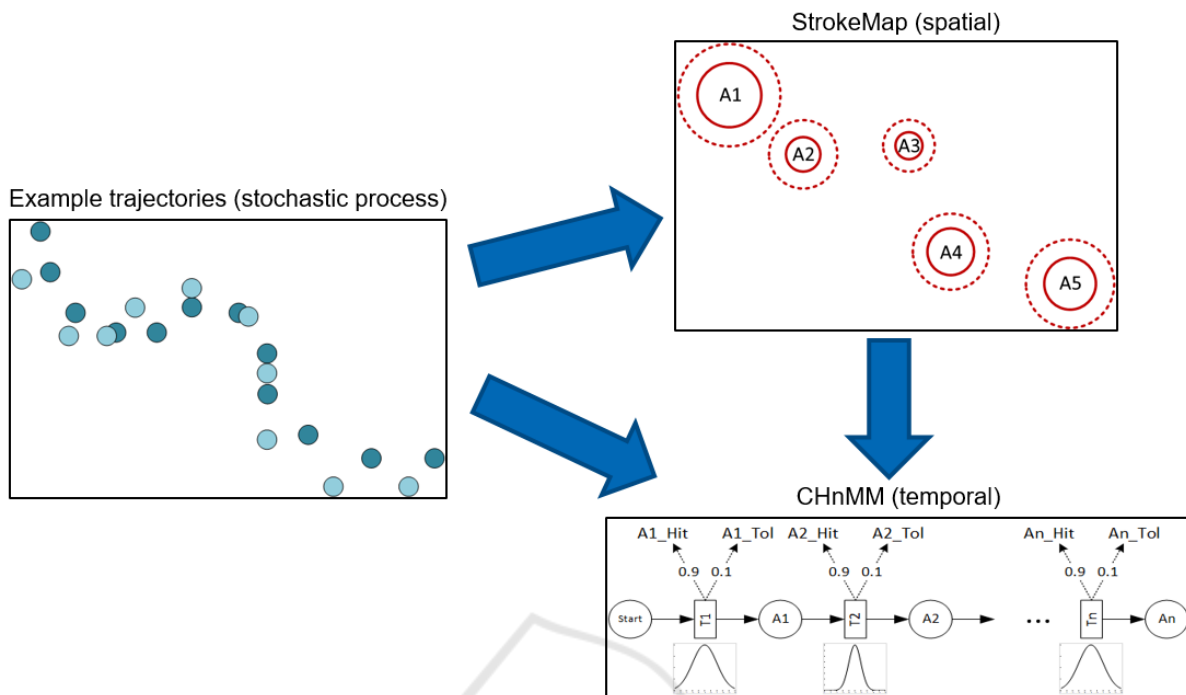 StrokeMap (spatial)
A1
A2
A3
A4
A5
Example trajectories (stochastic process)
CHnMM (temporal)
A1_Hit A1_Tol A2_Hit A2_Tol An_Hit An_Tol
0.9 0.1 0.9 0.1 0.9 0.1
Start T1 A1 T2 A2 ... Tn An